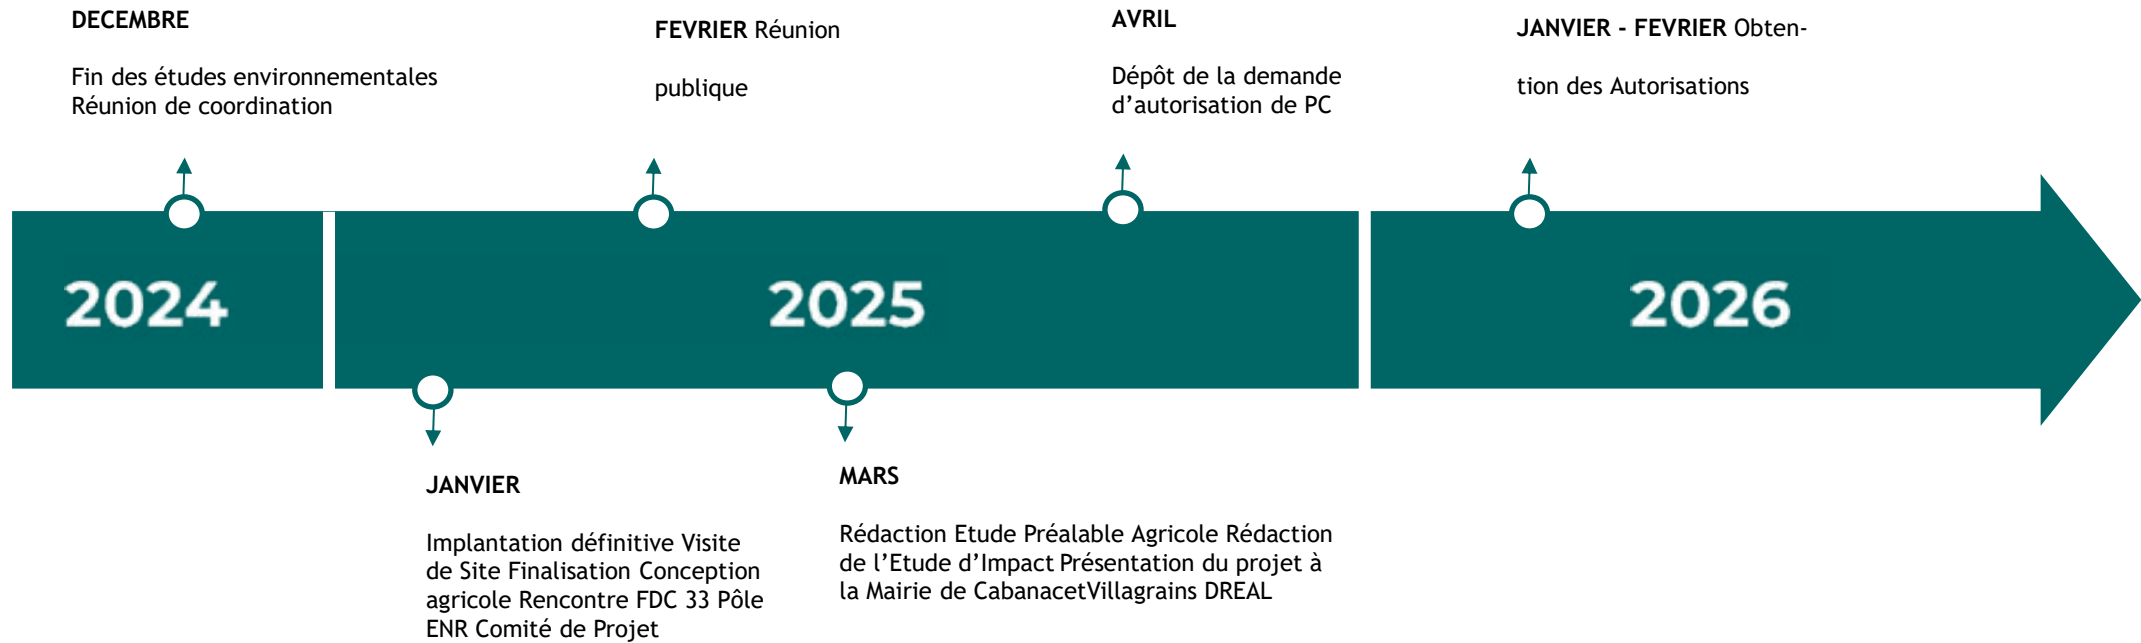 DECEMBRE
Fin des études environnementales
Réunion de coordination
FEVRIER Réunion
publique
AVRIL
Dépôt de la demande
d’autorisation de PC
JANVIER - FEVRIER Obten-
tion des Autorisations
2024
2025
2026
JANVIER
Implantation définitive Visite
de Site Finalisation Conception
agricole Rencontre FDC 33 Pôle
ENR Comité de Projet
MARS
Rédaction Etude Préalable Agricole Rédaction
de l’Etude d’Impact Présentation du projet à
la Mairie de CabanacetVillagrains DREAL